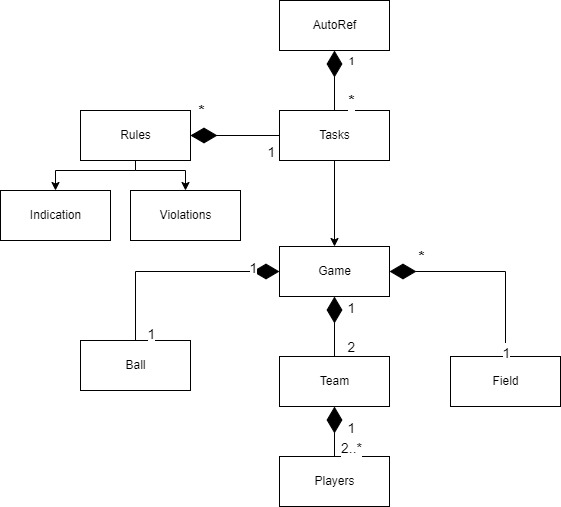 AutoRef
1
*
*
Rules
Tasks
1
Indication
Violations
*
1
Game
1
1
2
1
Ball
Team
Field
1
2..*
Players